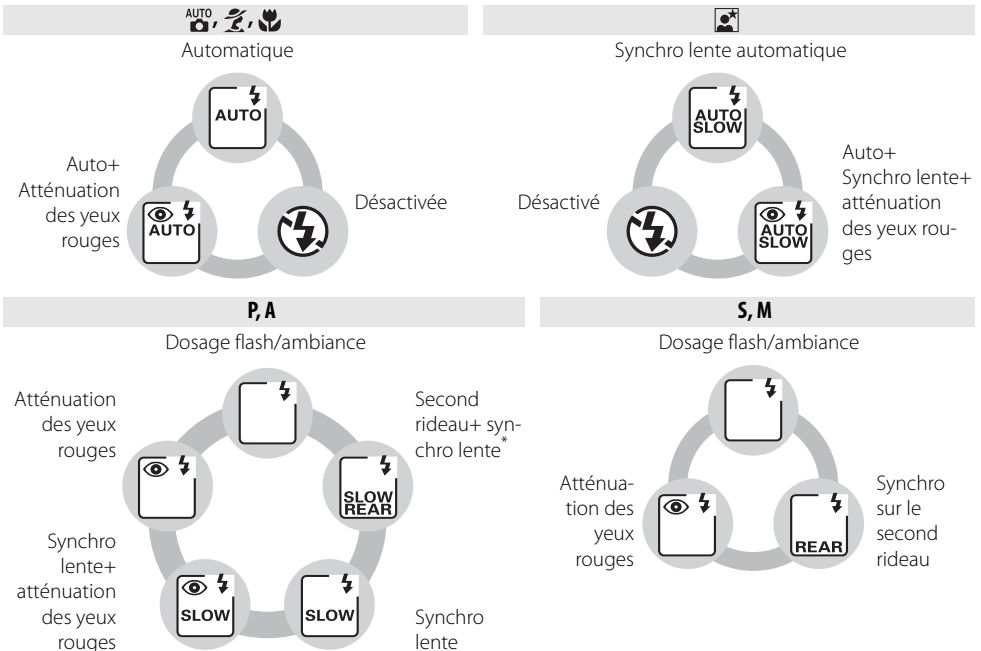 AUTO
Automatique
AUTO
Auto+
Atténuation
des yeux
rouges
AUTO
Désactivée
Synchro lente automatique
AUTO
SLOW
Désactivé
Auto+
Synchro lente+
atténuation
des yeux rou-
ges
AUTO
SLOW
P, A
Dosage flash/ambiance
Atténuation
des yeux
rouges
Second
rideau+ syn-
chro lente*
SLOW
REAR
Synchro
lente+
atténuation
des yeux
rouges
SLOW
SLOW
Synchro
lente
S, M
Dosage flash/ambiance
Atténua-
tion des
yeux
rouges
REAR
Synchro
sur le
second
rideau